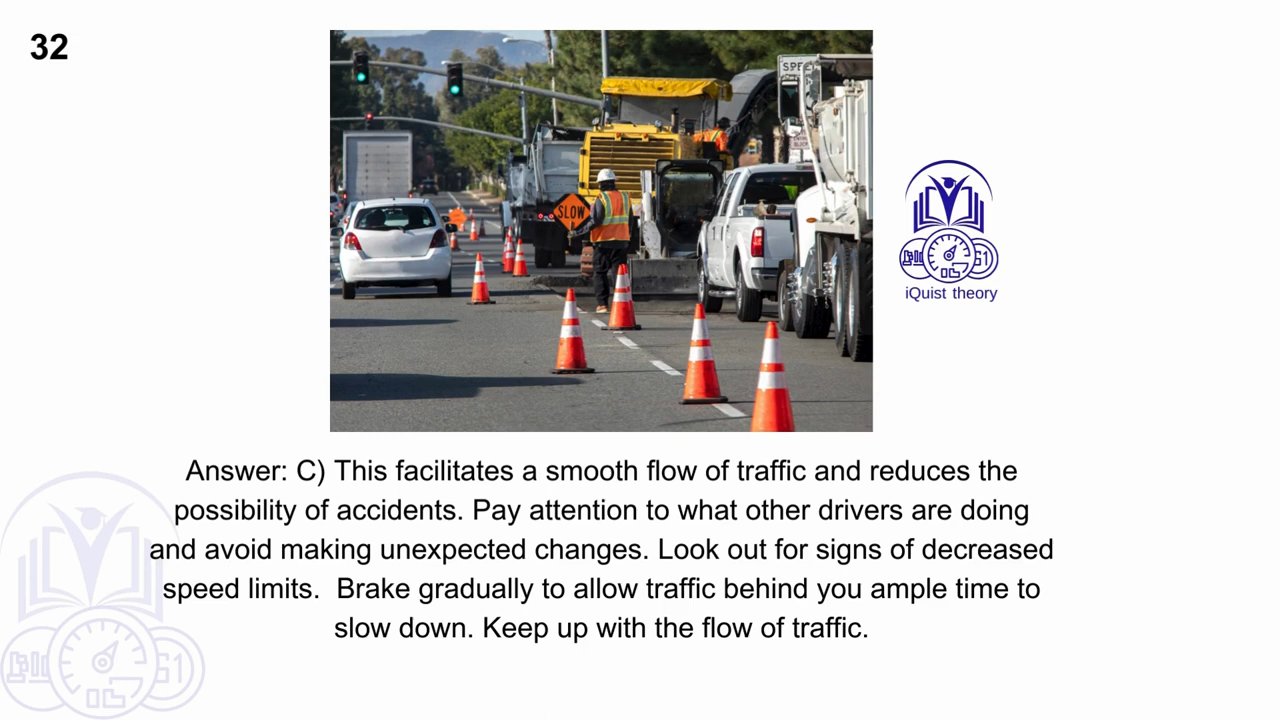 32
SPEE
SLOW
iQuist theory
Answer: C) This facilitates a smooth flow of traffic and reduces the
possibility of accidents. Pay attention to what other drivers are doing
and avoid making unexpected changes. Look out for signs of decreased
speed limits.  Brake gradually to allow traffic behind you ample time to
slow down. Keep up with the flow of traffic.